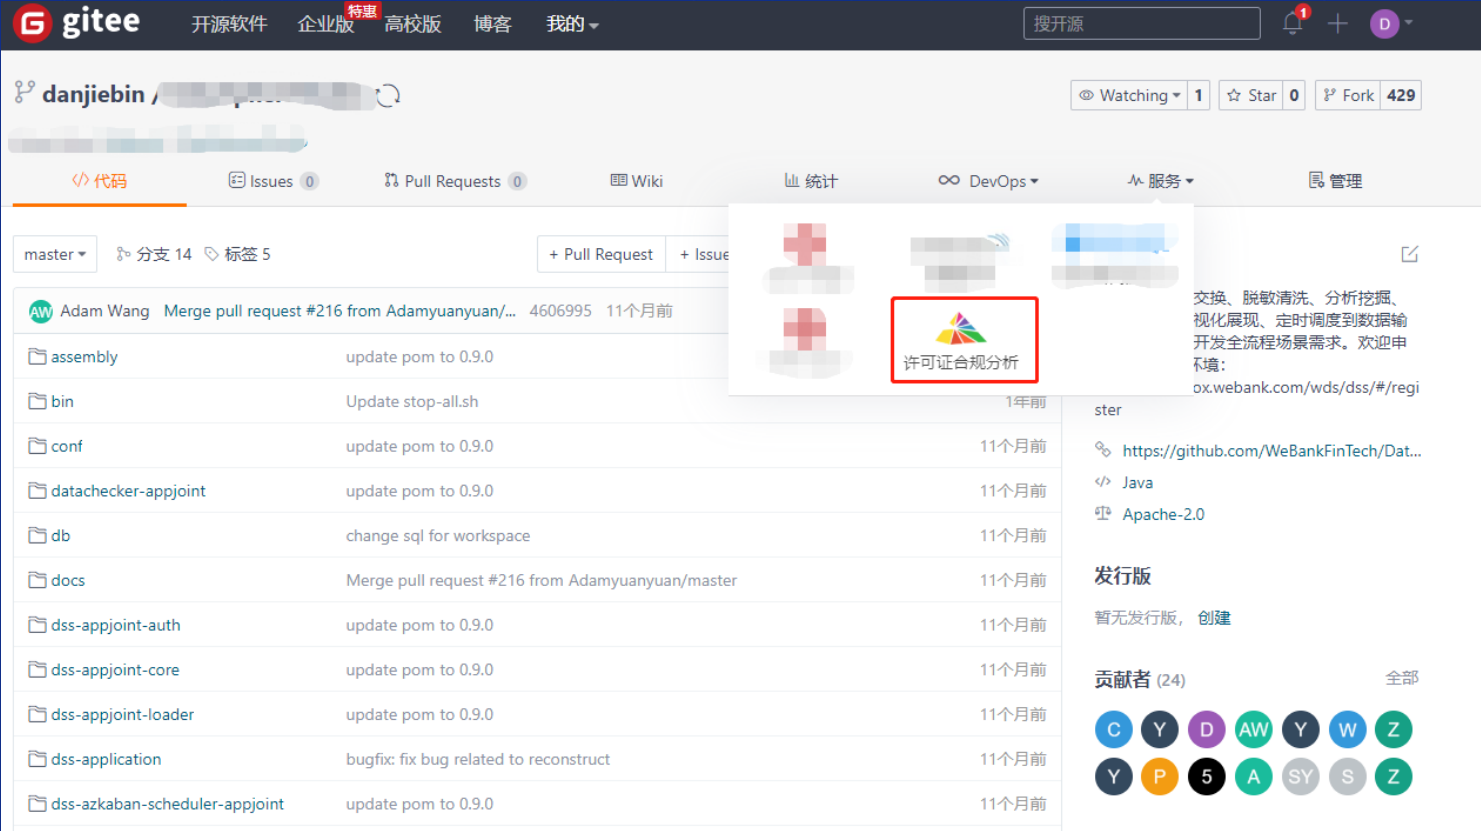 gitee 开源软件 企业版 特惠 高校版 博客 我的 搜开源 1 D
danjiebin / Watching 1 Star 0 Fork 429
代码 Issues 0 Pull Requests 0 Wiki 统计 DevOps 服务 管理
master 分支 14 标签 5 + Pull Request + Issue
许可证合规分析
AW Adam Wang Merge pull request #216 from Adamyuanyuan/... 4606995 11个月前
assembly update pom to 0.9.0
bin Update stop-all.sh 1年前
conf update pom to 0.9.0 11个月前
datachecker-appjoint update pom to 0.9.0 11个月前
db change sql for workspace 11个月前
docs Merge pull request #216 from Adamyuanyuan/master 11个月前
dss-appjoint-auth update pom to 0.9.0 11个月前
dss-appjoint-core update pom to 0.9.0 11个月前
dss-appjoint-loader update pom to 0.9.0 11个月前
dss-application bugfix: fix bug related to reconstruct 11个月前
dss-azkaban-scheduler-appjoint update pom to 0.9.0 11个月前
交换、脱敏清洗、分析挖掘、
视化展现、定时调度到数据输
开发全流程场景需求。欢迎申
环境:
ox.webank.com/wds/dss/#/regi
ster
https://github.com/WeBankFinTech/Dat...
Java
Apache-2.0
发行版
暂无发行版， 创建
贡献者 (24) 全部
C Y D AW Y W Z
Y P 5 A SY S Z